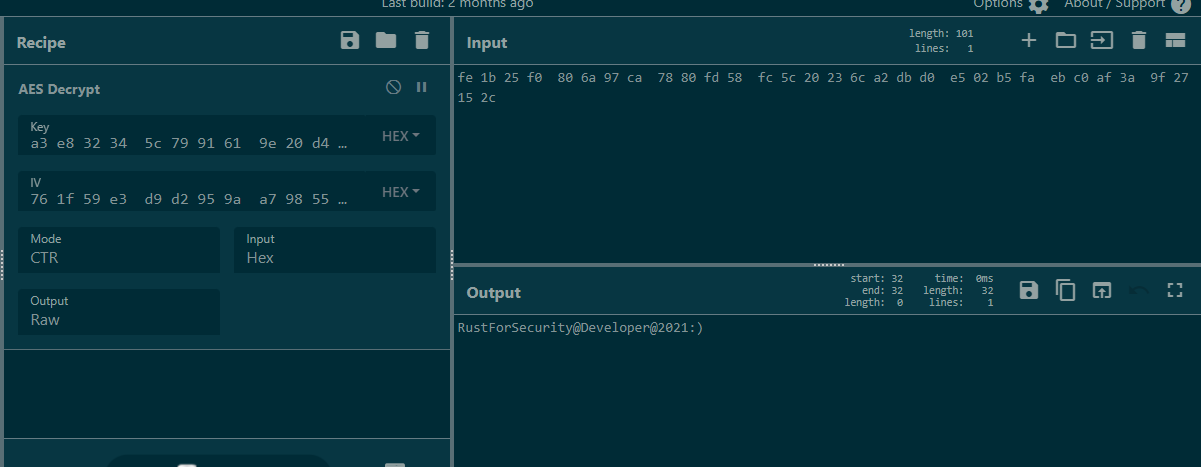 Last build: 2 months ago
Options
About / Support
Recipe
AES Decrypt
Key
a3 e8 32 34 5c 79 91 61 9e 20 d4 …
HEX
IV
76 1f 59 e3 d9 d2 95 9a a7 98 55 …
HEX
Mode
CTR
Input
Hex
Output
Raw
Input
length: 101
lines: 1
fe 1b 25 f0 80 6a 97 ca 78 80 fd 58 fc 5c 20 23 6c a2 db d0 e5 02 b5 fa eb c0 af 3a 9f 27
15 2c
Output
start: 32 time: 0ms
end: 32 length: 32
length: 0 lines: 1
RustForSecurity@Developer@2021:)